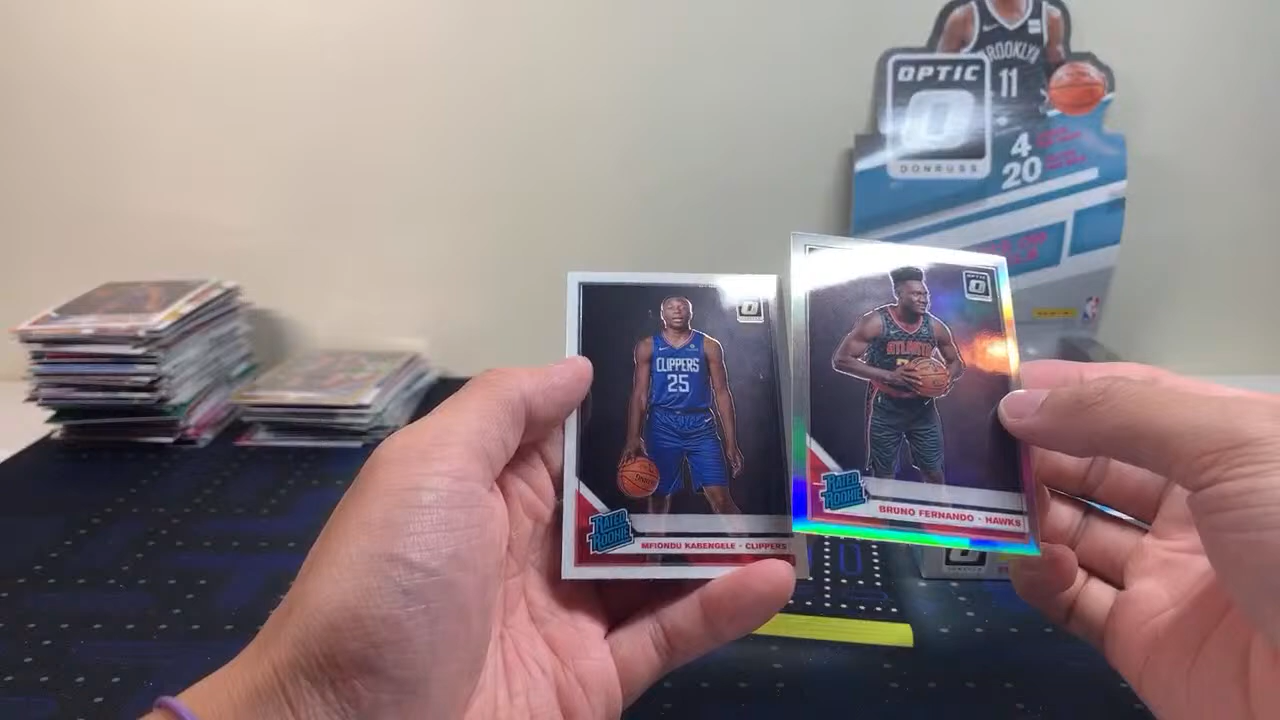 BROOKLYN
11
OPTIC
DONRUSS
4
20
CLIPPERS
25
RATED
ROOKIE
MFIONDU KABENGELE - CLIPPERS
OPTIC
ATLANTA
RATED
ROOKIE
BRUNO FERNANDO - HAWKS